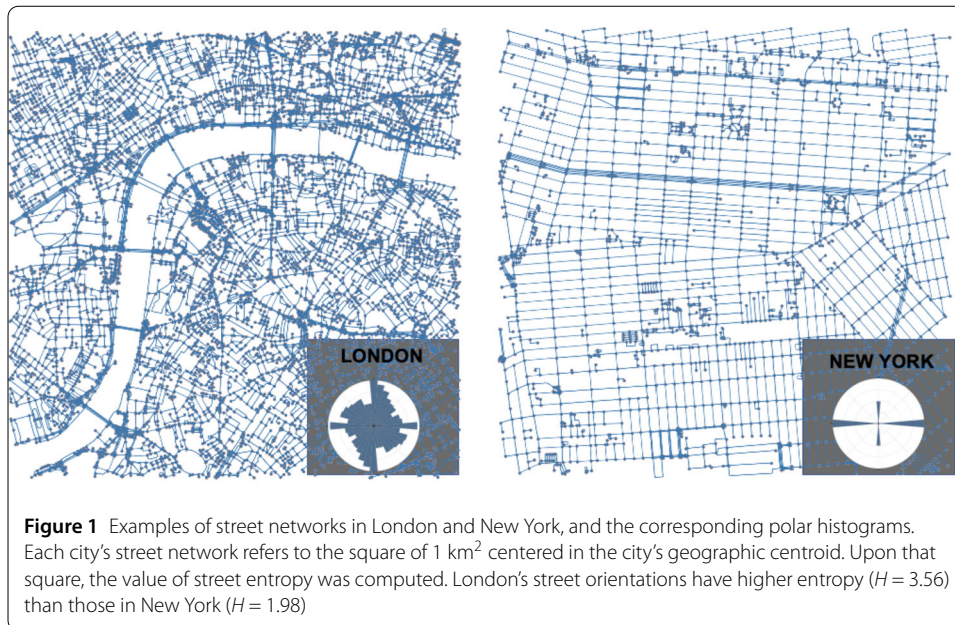 LONDON
NEW YORK
Figure 1 Examples of street networks in London and New York, and the corresponding polar histograms.
Each city's street network refers to the square of 1 km² centered in the city's geographic centroid. Upon that
square, the value of street entropy was computed. London's street orientations have higher entropy (H = 3.56)
than those in New York (H = 1.98)